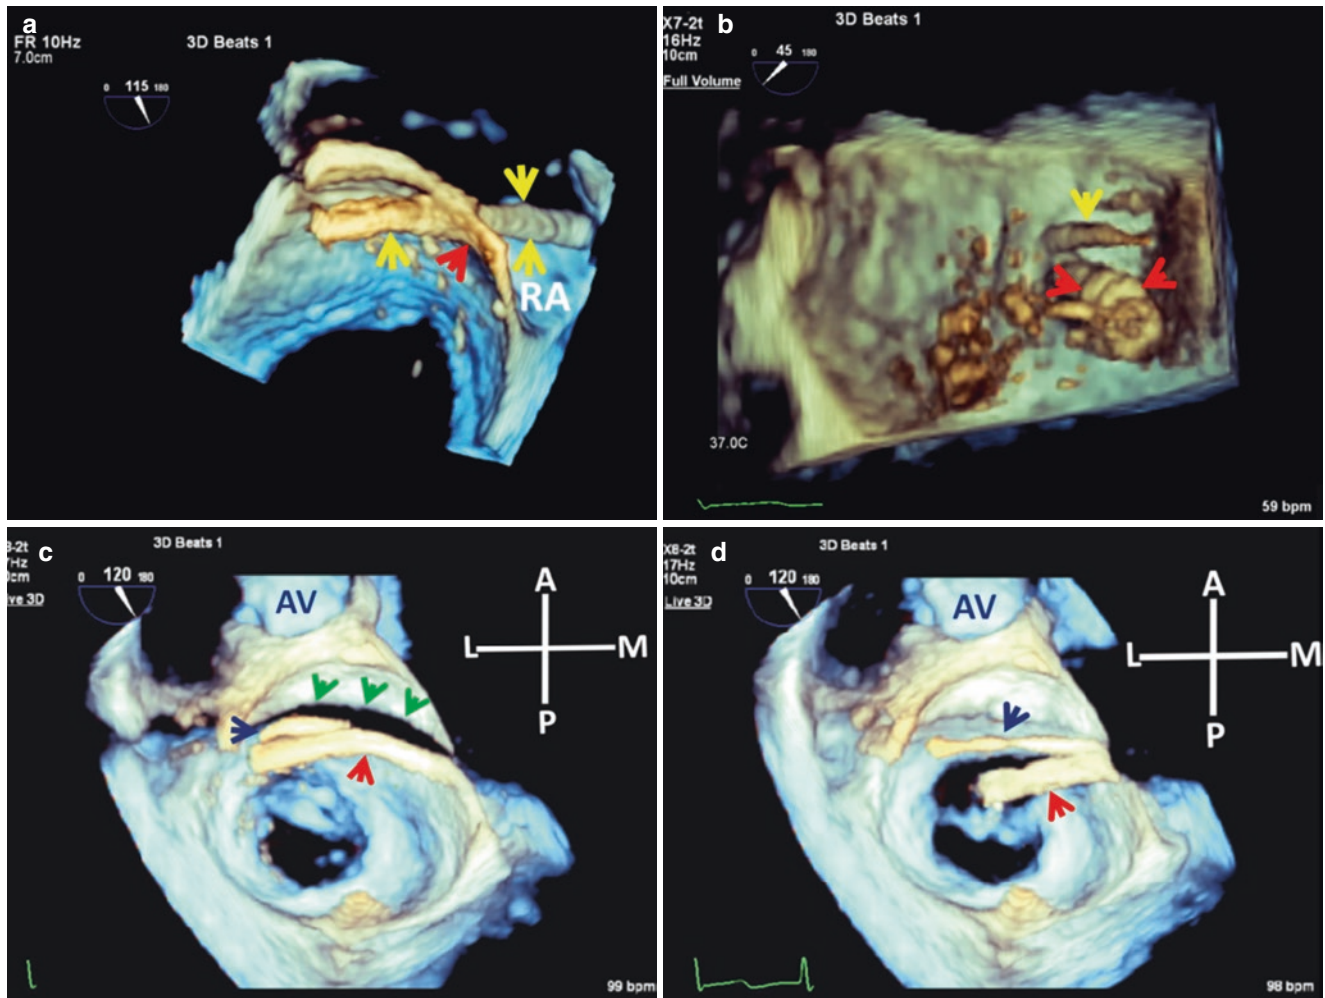 a
FR 10Hz
7.0cm
3D Beats 1
0 115 180
RA
b
X7-2t
16Hz
10cm
Full Volume
3D Beats 1
0 45 180
37.0C
59 bpm
c
3D Beats 1
0 120 180
AV
A
L
M
P
99 bpm
d
X8-2t
17Hz
10cm
Live 3D
3D Beats 1
0 120 180
AV
A
L
M
P
98 bpm